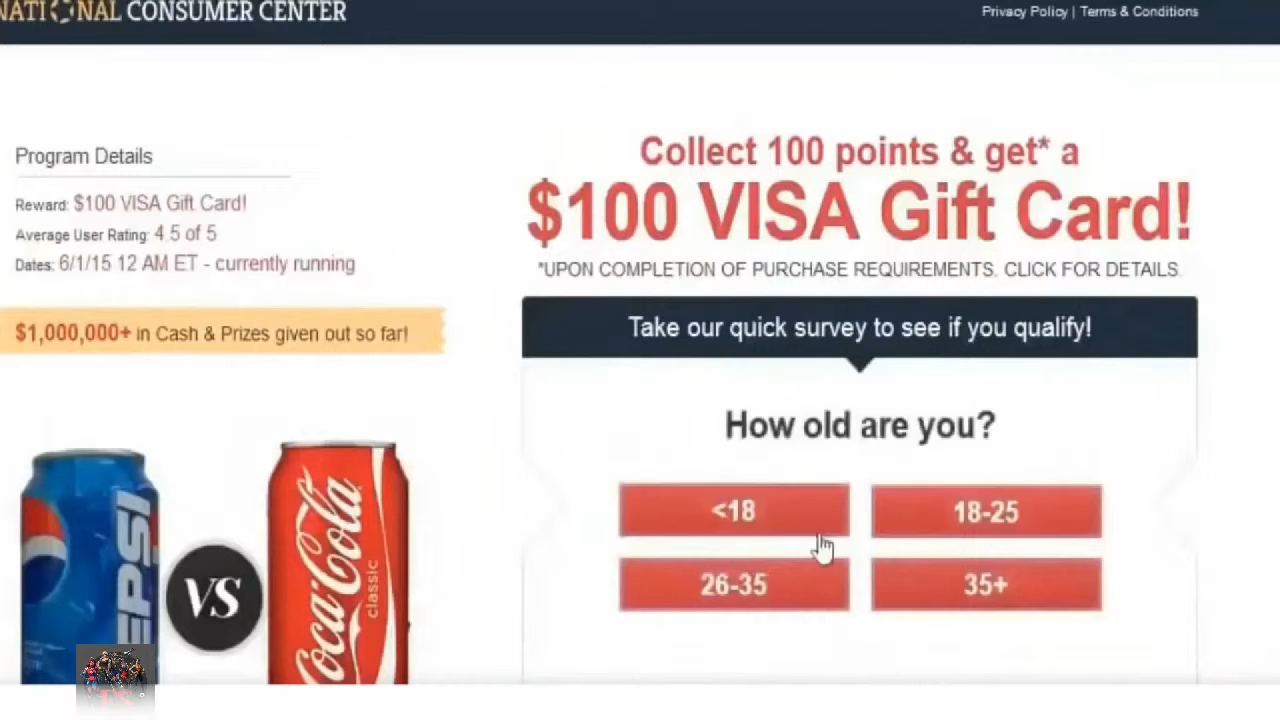 NATIONAL CONSUMER CENTER
Privacy Policy | Terms & Conditions
Program Details
Reward: $100 VISA Gift Card!
Average User Rating: 4.5 of 5
Dates: 6/1/15 12 AM ET - currently running
$1,000,000+ in Cash & Prizes given out so far!
PEPSI
VS
Coca-Cola
classic
Collect 100 points & get* a
$100 VISA Gift Card!
*UPON COMPLETION OF PURCHASE REQUIREMENTS. CLICK FOR DETAILS.
Take our quick survey to see if you qualify!
How old are you?
<18
18-25
26-35
35+